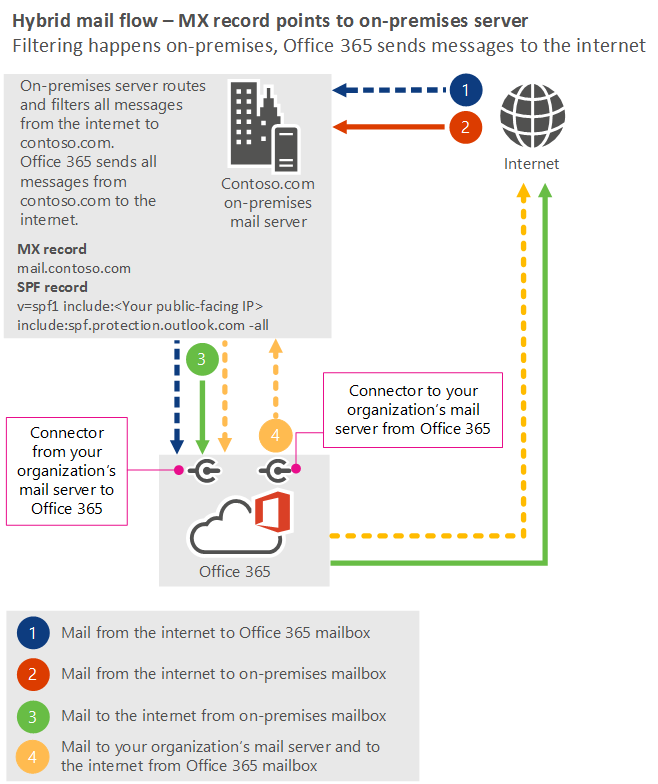 Hybrid mail flow – MX record points to on-premises server
Filtering happens on-premises, Office 365 sends messages to the internet
On-premises server routes
and filters all messages
from the internet to
contoso.com.
Office 365 sends all
messages from
contoso.com to the
internet.
MX record
mail.contoso.com
SPF record
v=spf1 include:<Your public-facing IP>
include:spf.protection.outlook.com -all
Contoso.com
on-premises
mail server
1
2
Internet
3
4
Connector to your
organization’s mail
server from Office 365
Connector
from your
organization’s
mail server to
Office 365
Office 365
1 Mail from the internet to Office 365 mailbox
2 Mail from the internet to on-premises mailbox
3 Mail to the internet from on-premises mailbox
4 Mail to your organization’s mail server and to
the internet from Office 365 mailbox